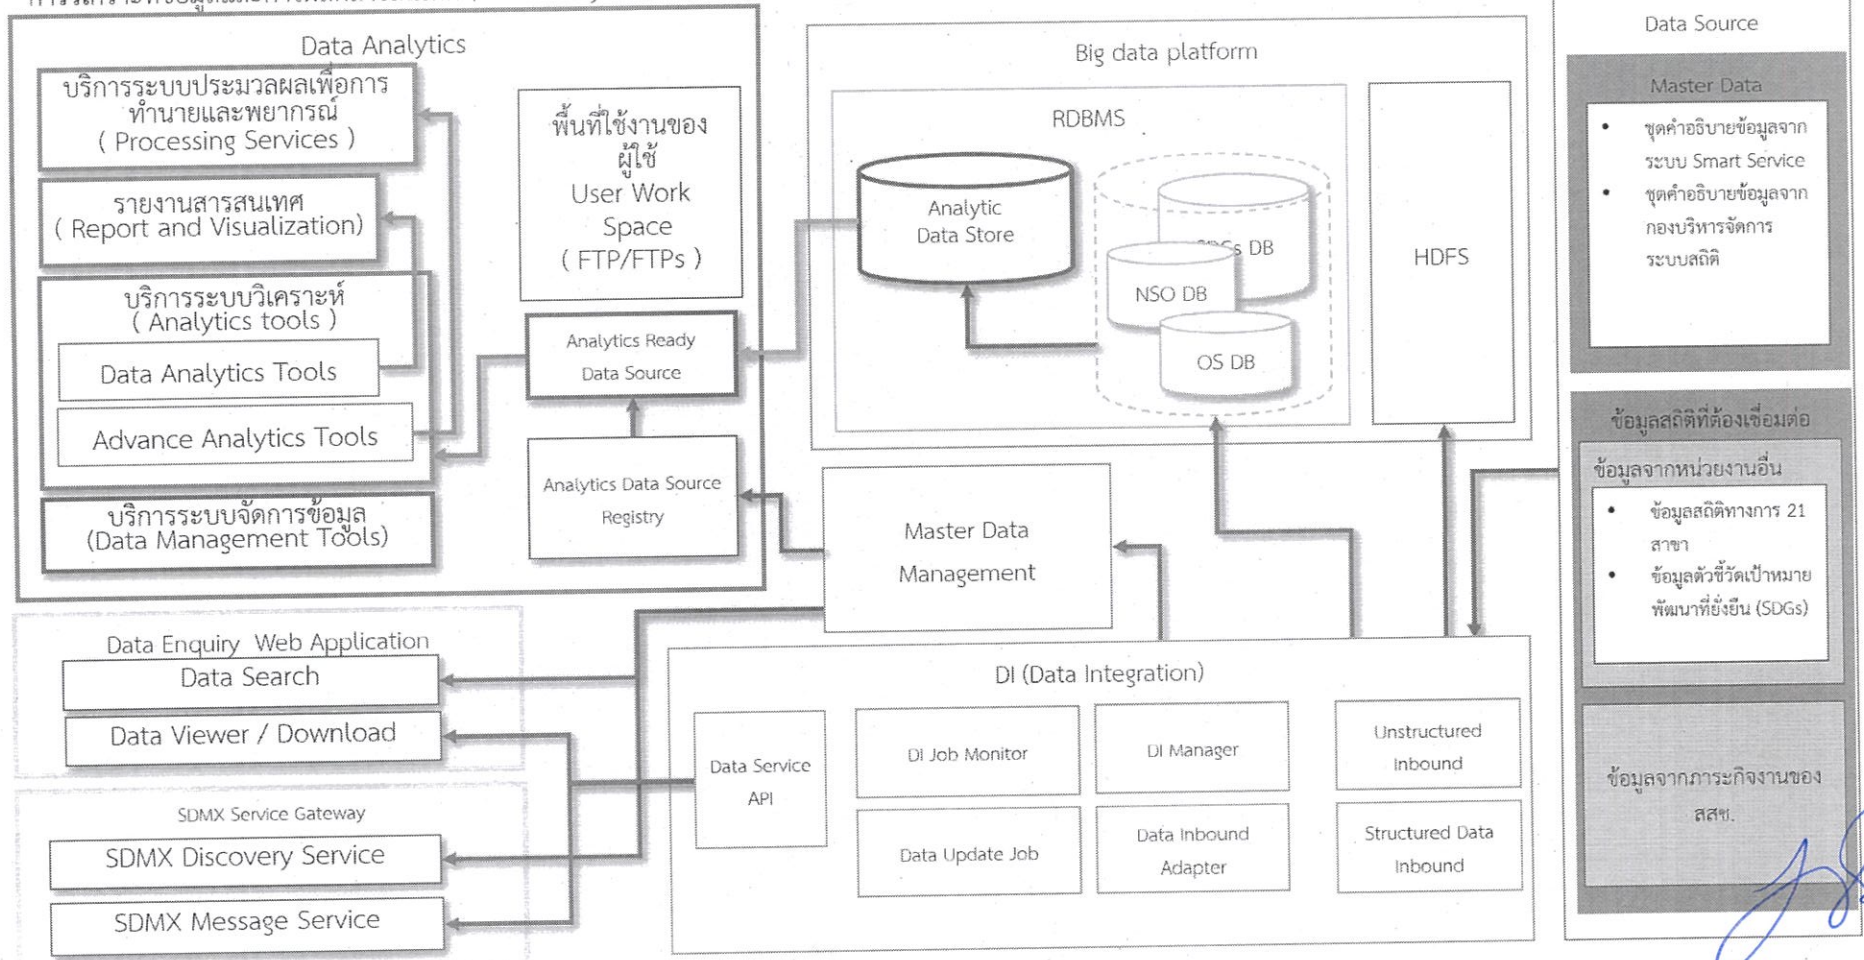 Data Analytics
บริการระบบประมวลผลเพื่อการ
ทำนายและพยากรณ์
( Processing Services )
รายงานสารสนเทศ
( Report and Visualization)
บริการระบบวิเคราะห์
( Analytics tools )
Data Analytics Tools
Advance Analytics Tools
บริการระบบจัดการข้อมูล
(Data Management Tools)
พื้นที่ใช้งานของ
ผู้ใช้
User Work
Space
( FTP/FTPs )
Analytics Ready
Data Source
Analytics Data Source
Registry
Big data platform
RDBMS
Analytic
Data Store
DB
NSO DB
OS DB
HDFS
Master Data
Management
Data Source
Master Data
• ชุดคำอธิบายข้อมูลจาก
ระบบ Smart Service
• ชุดคำอธิบายข้อมูลจาก
กองบริหารจัดการ
ระบบสถิติ
ข้อมูลสถิติที่ต้องเชื่อมต่อ
ข้อมูลจากหน่วยงานอื่น
• ข้อมูลสถิติทางการ 21
สาขา
• ข้อมูลตัวชี้วัดเป้าหมาย
พัฒนาที่ยั่งยืน (SDGs)
ข้อมูลจากภาระกิจงานของ
สสช.
Data Enquiry Web Application
Data Search
Data Viewer / Download
SDMX Service Gateway
SDMX Discovery Service
SDMX Message Service
DI (Data Integration)
Data Service
API
DI Job Monitor
DI Manager
Unstructured
Inbound
Data Update Job
Data Inbound
Adapter
Structured Data
Inbound